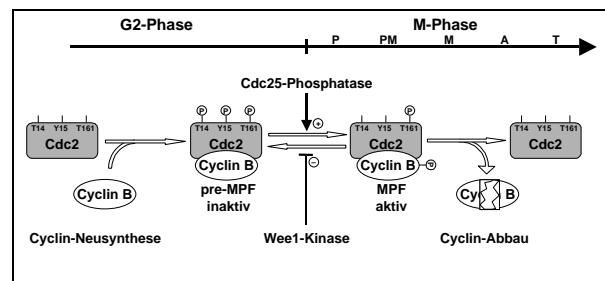 G2-Phase M-Phase
P PM M A T
Cdc25-Phosphatase
P P P P
T14 Y15 T161 T14 Y15 T161 + T14 Y15 T161 T14 Y15 T161
Cdc2 Cdc2 Cdc2 Cdc2
Cyclin B Cyclin B P
−
Cyclin B pre-MPF MPF Cyclin B
inaktiv aktiv
Cyclin-Neusynthese Wee1-Kinase Cyclin-Abbau